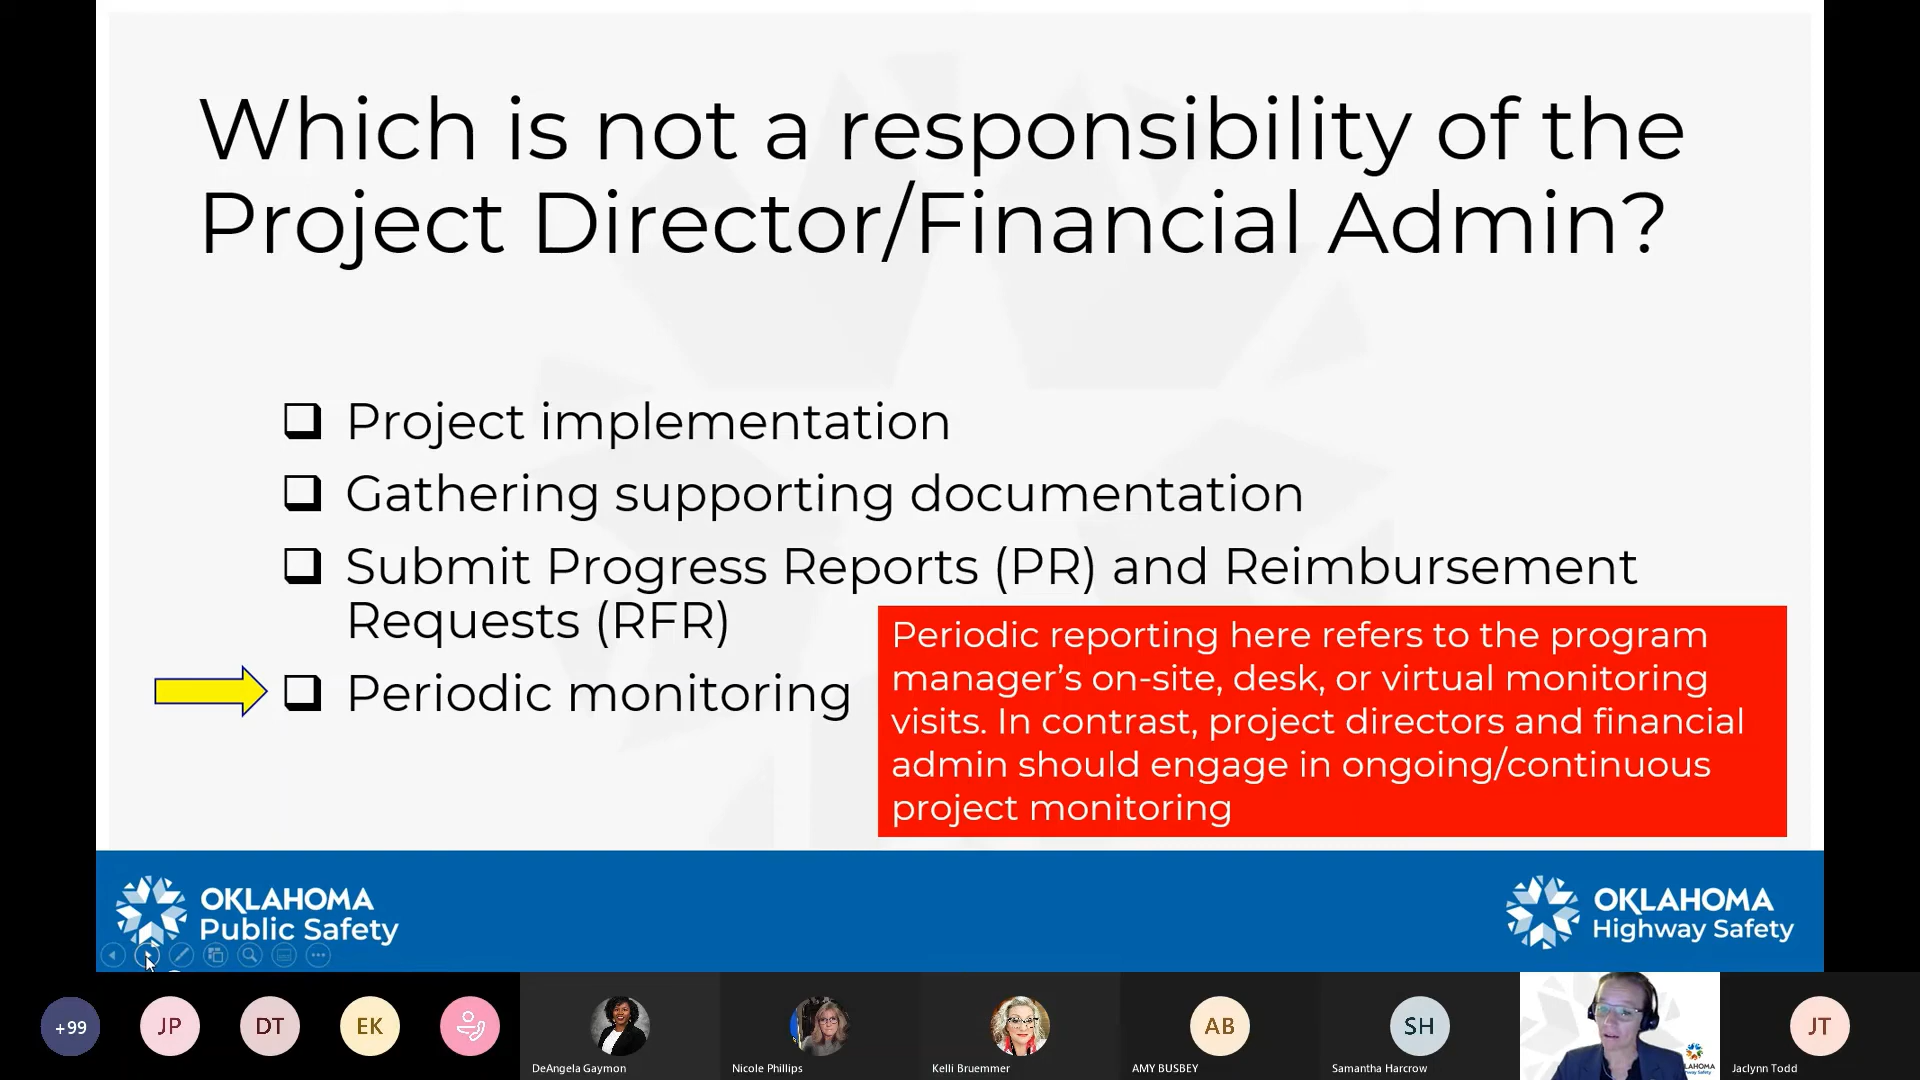 Which is not a responsibility of the
Project Director/Financial Admin?
Project implementation
Gathering supporting documentation
Submit Progress Reports (PR) and Reimbursement
Requests (RFR)
Periodic monitoring
Periodic reporting here refers to the program
manager’s on-site, desk, or virtual monitoring
visits. In contrast, project directors and financial
admin should engage in ongoing/continuous
project monitoring
OKLAHOMA
Public Safety
OKLAHOMA
Highway Safety
+99
JP
DT
EK
DeAngela Gaymon
Nicole Phillips
Kelli Bruemmer
AB
AMY BUSBEY
SH
Samantha Harcrow
JT
Jaclynn Todd